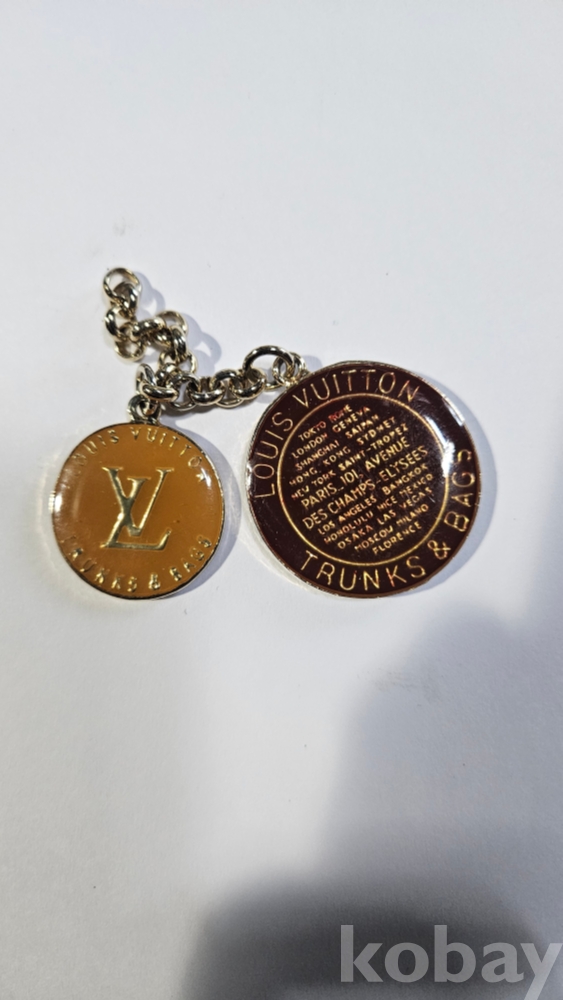 LOUIS VUITTON
LV
TRUNKS & BAGS
LOUIS VUITTON
TOKYO
LONDON GENEVA
SHANGHAI SAIPAN
HONG-KONG SYDNEY
NEW YORK SAINT-TROPEZ
PARIS 101, AVENUE
DES CHAMPS-ELYSÉES
LOS ANGELES BANGKOK
HONOLULU NICE MEXICO
OSAKA LAS VEGAS
MOSCOU MILANO
FLORENCE
TRUNKS & BAGS
kobay